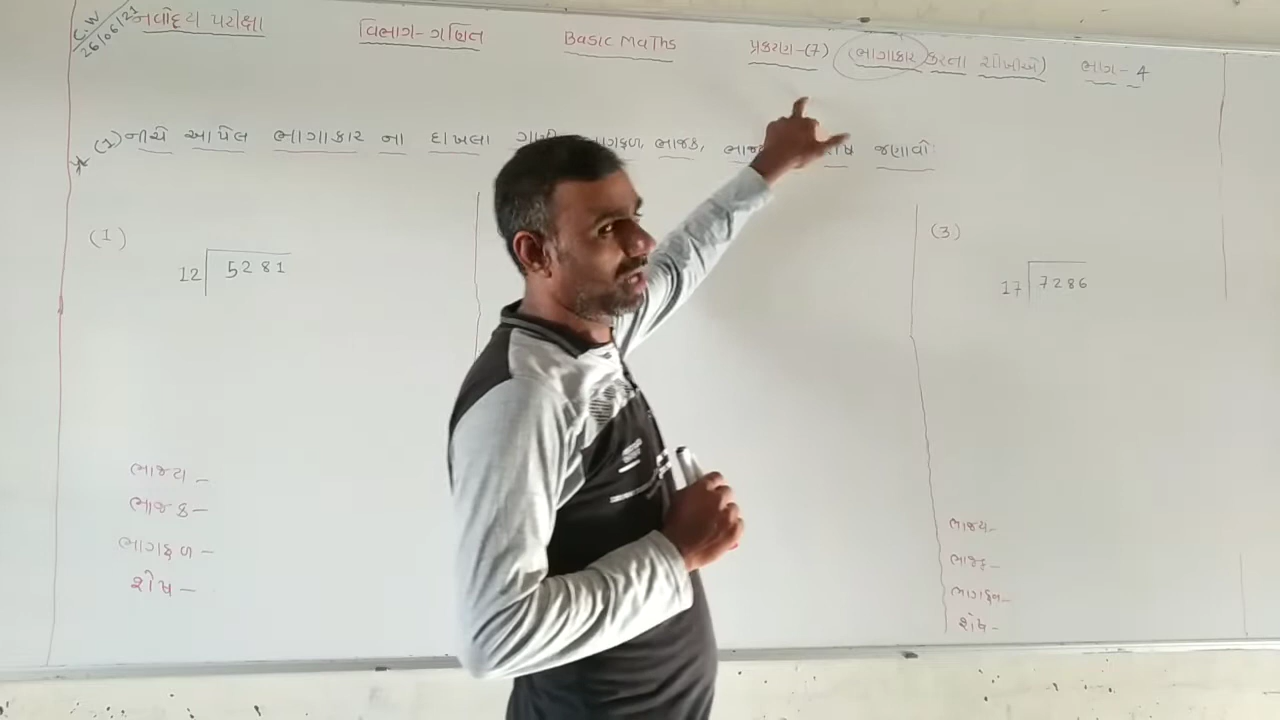 C.W
26/06/21
નવોદય પરીક્ષા વિભાગ-ગણિત Basic Maths પ્રકરણ-(7) (ભાગાકાર કરતા શીખીએ) ભાગ-4
* (1) નીચે આપેલ ભાગાકાર ના દાખલા ભાજક, જણાવો:
(1)
12 5281
ભાજ્ય -
ભાજક -
ભાગફળ -
શેષ -
(3)
17 7286
ભાજ્ય -
ભાજક -
ભાગફળ -
શેષ -